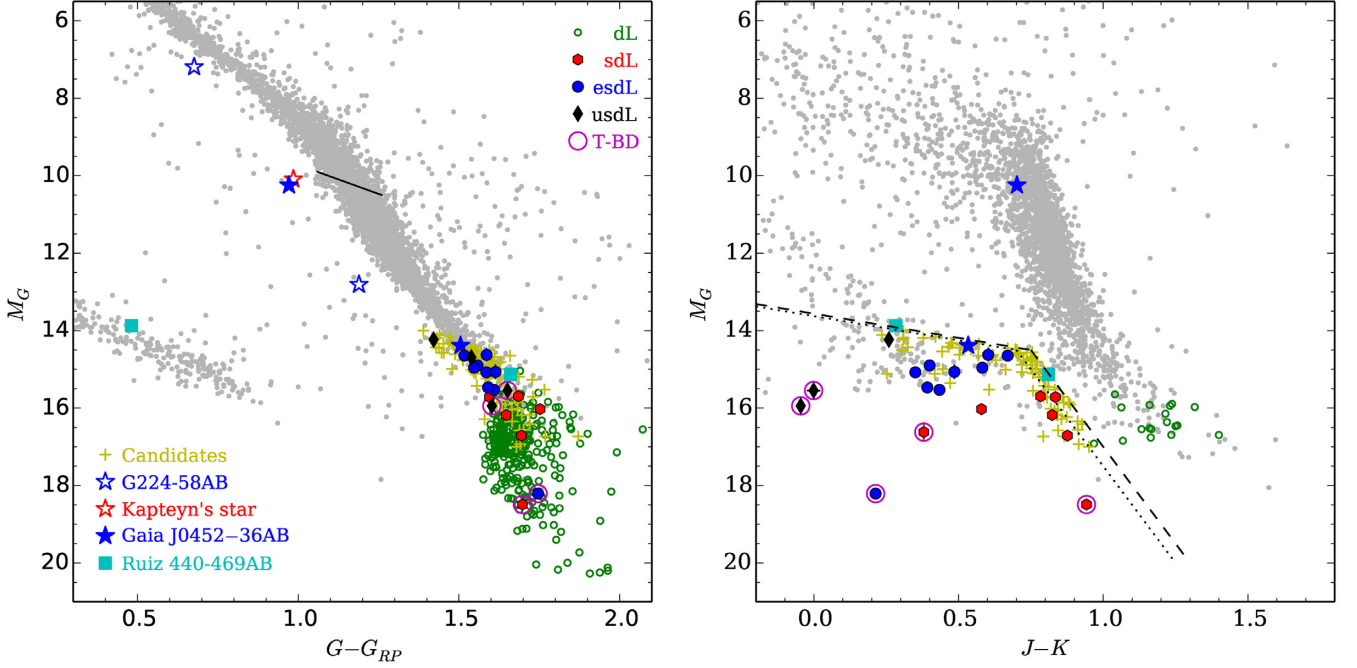 6
8
10
12
14
16
18
20
M_G
0.5
1.0
1.5
2.0
G−G_RP
dL
sdL
esdL
usdL
T-BD
Candidates
G224-58AB
Kapteyn's star
Gaia J0452−36AB
Ruiz 440-469AB
6
8
10
12
14
16
18
20
M_G
0.0
0.5
1.0
1.5
J−K